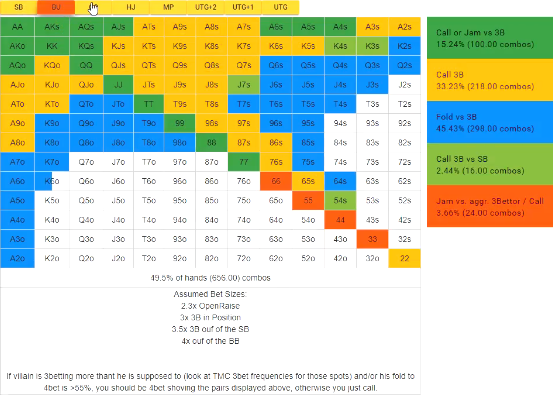 SB BU HJ MP UTG+2 UTG+1 UTG
AA AKs AQs AJs ATs A9s A8s A7s A6s A5s A4s A3s A2s
AKo KK KQs KJs KTs K9s K8s K7s K6s K5s K4s K3s K2s
AQo KQo QQ QJs QTs Q9s Q8s Q7s Q6s Q5s Q4s Q3s Q2s
AJo KJo QJo JJ JTs J9s J8s J7s J6s J5s J4s J3s J2s
ATo KTo QTo JTo TT T9s T8s T7s T6s T5s T4s T3s T2s
A9o K9o Q9o J9o T9o 99 98s 97s 96s 95s 94s 93s 92s
A8o K8o Q8o J8o T8o 98o 88 87s 86s 85s 84s 83s 82s
A7o K7o Q7o J7o T7o 97o 87o 77 76s 75s 74s 73s 72s
A6o K6o Q6o J6o T6o 96o 86o 76o 66 65s 64s 63s 62s
A5o K5o Q5o J5o T5o 95o 85o 75o 65o 55 54s 53s 52s
A4o K4o Q4o J4o T4o 94o 84o 74o 64o 54o 44 43s 42s
A3o K3o Q3o J3o T3o 93o 83o 73o 63o 53o 43o 33 32s
A2o K2o Q2o J2o T2o 92o 82o 72o 62o 52o 42o 32o 22
49.5% of hands (656.00) combos
Assumed Bet Sizes:
2.3x OpenRaise
3x 3B in Position
3.5x 3B ouf of the SB
4x out of the BB
If villain is 3betting more than he is supposed to (look at TMC 3bet frequencies for those spots) and/or his fold to
4bet is >55%, you should be 4bet shoving the pairs displayed above, otherwise you just call.
Call or Jam vs 3B
15.24% (100.00 combos)
Call 3B
33.23% (218.00 combos)
Fold vs 3B
45.43% (298.00 combos)
Call 3B vs SB
2.44% (16.00 combos)
Jam vs. aggr. 3Bettor / Call
3.66% (24.00 combos)